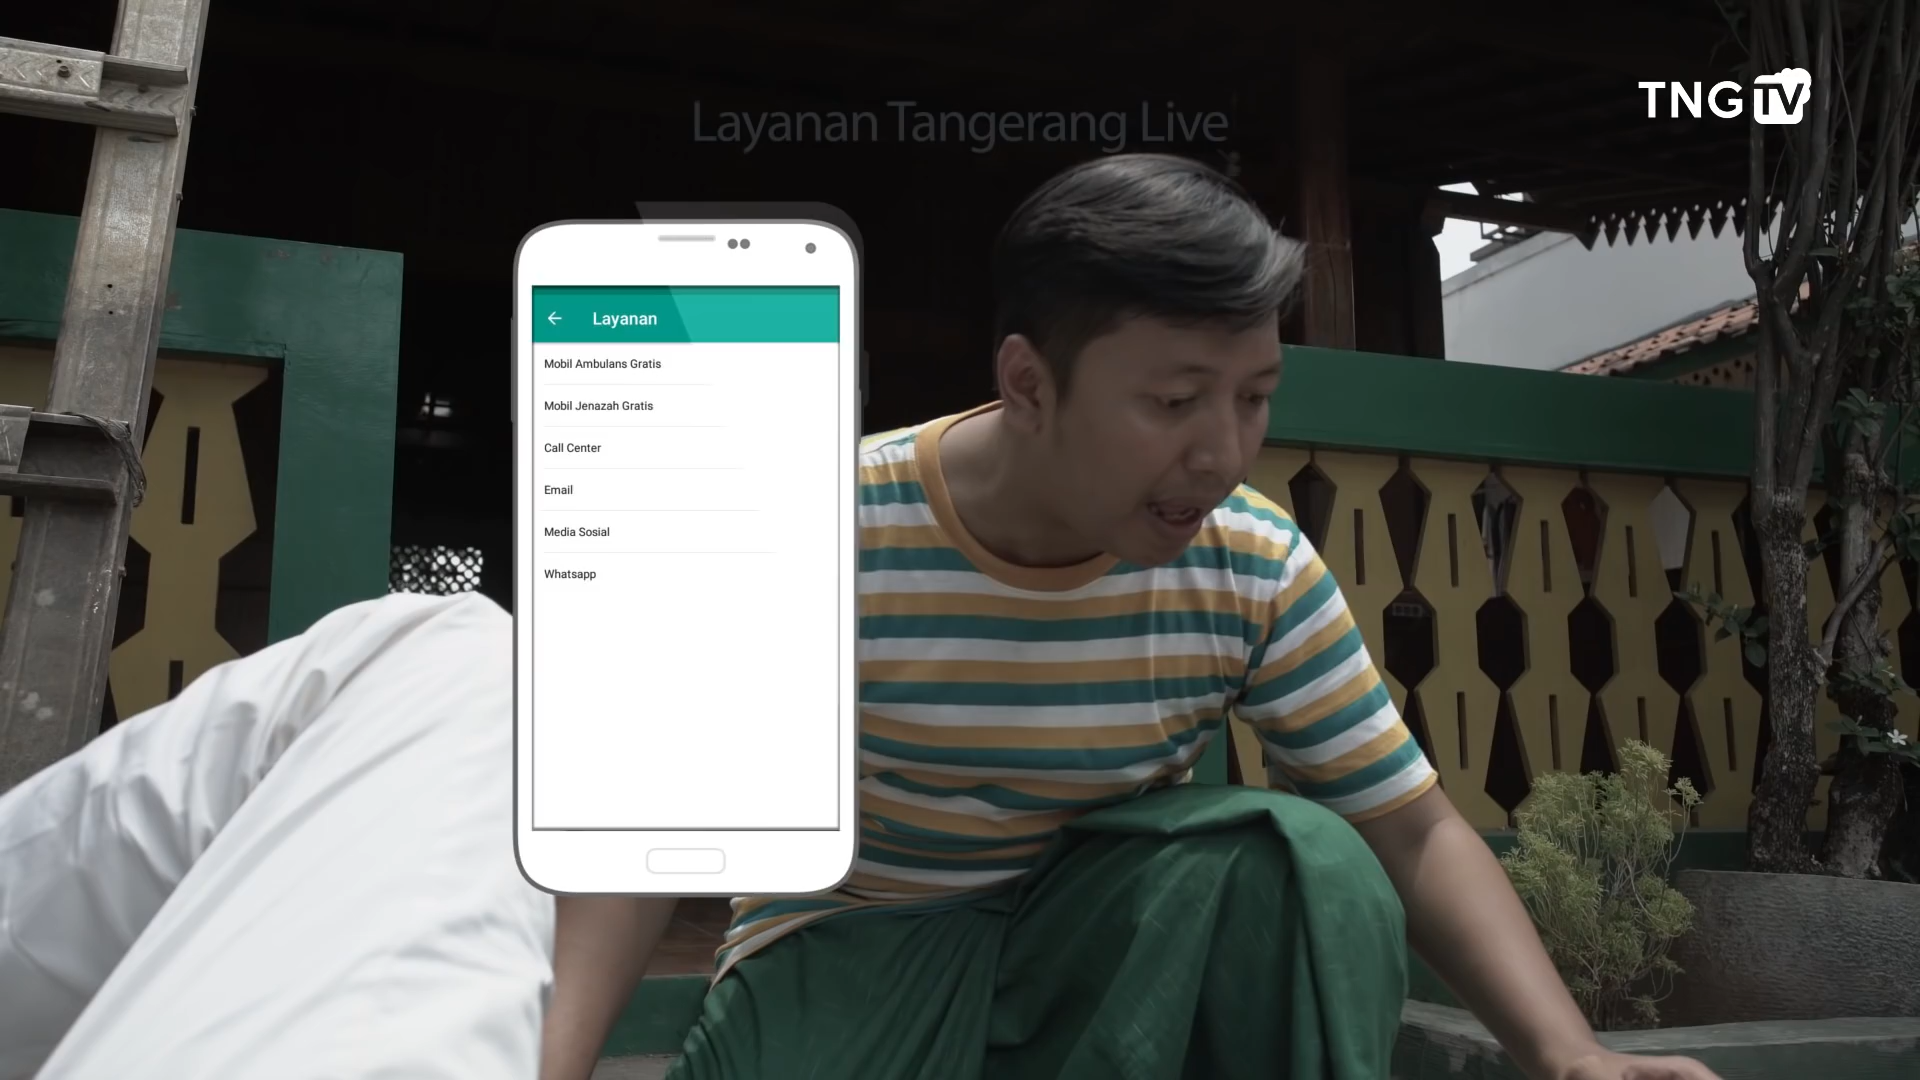 TNG TV
Layanan Tangerang Live
Layanan
Mobil Ambulans Gratis
Mobil Jenazah Gratis
Call Center
Email
Media Sosial
Whatsapp